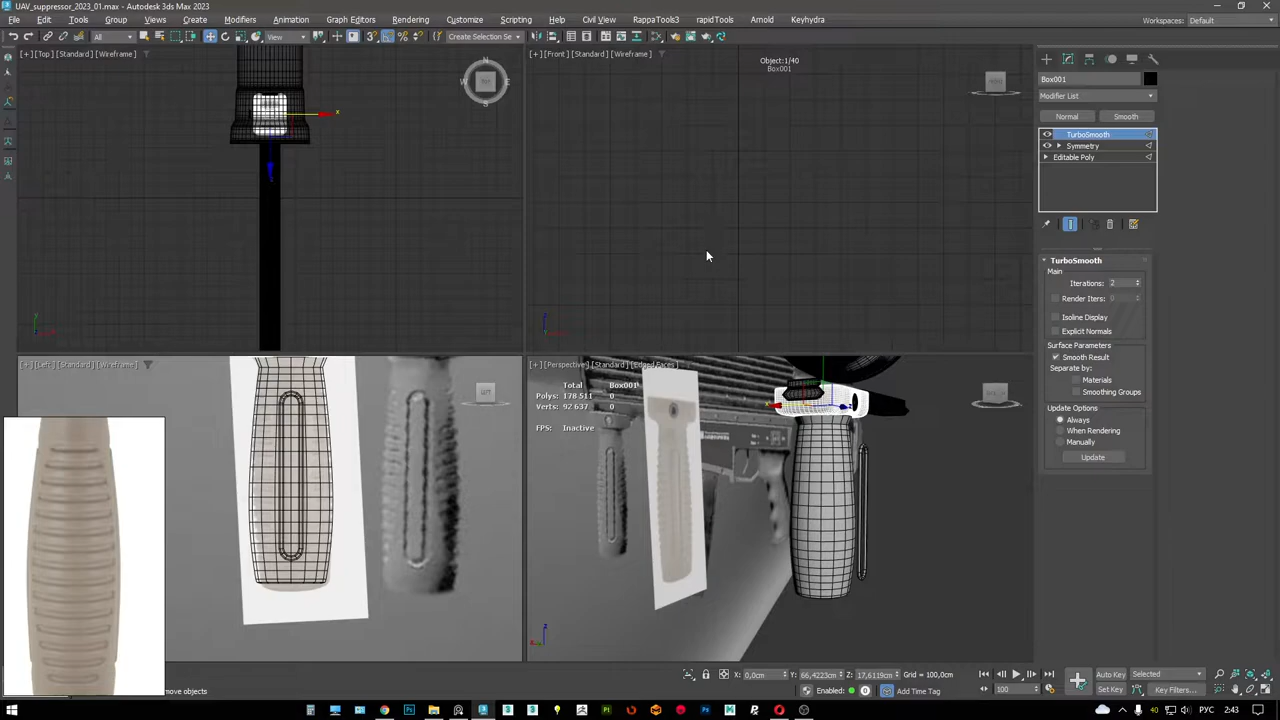 UAV_suppressor_2023_01.max - Autodesk 3ds Max 2023
File Edit Tools Group Views Create Modifiers Animation Graph Editors Rendering Customize Scripting Civil View RappaTools3 rapidTools Arnold Keyhydra
Workspaces: Default
All View Create Selection Se
[+] [Top] [Standard] [Wireframe]
[+] [Front] [Standard] [Wireframe]
Object:1/40
Box001
Box001
Modifier List
Normal Smooth
TurboSmooth
Symmetry
Editable Poly
TurboSmooth
Main
Iterations: 2
Render Iters: 0
Isoline Display
Explicit Normals
Surface Parameters
Smooth Result
Separate by:
Materials
Smoothing Groups
Update Options
Always
When Rendering
Manually
Update
[+] [Left] [Standard] [Wireframe]
[+] [Perspective] [Standard] [Edged Faces]
Total Box001
Polys: 178 511 0
Verts: 92 637 0
FPS: Inactive
X: 0,0cm Y: 66,4223cm Z: 17,6119cm Grid = 100,0cm
Auto Key Selected
move objects
Enabled: Add Time Tag
100
Set Key Key Filters...
РУС 2:43